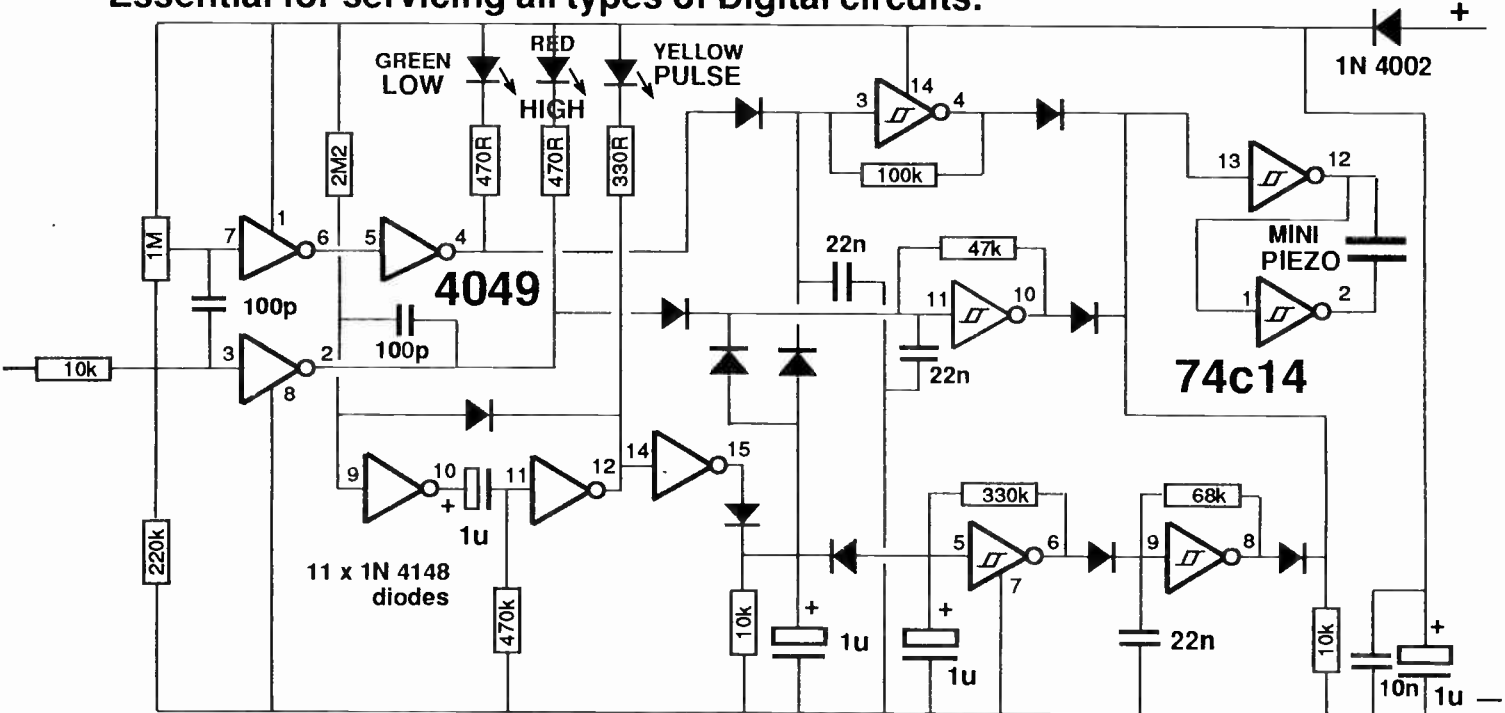 Essential for servicing all types of Digital circuits.
+
1N 4002
GREEN
LOW
RED
HIGH
YELLOW
PULSE
2M2
470R
470R
330R
14
3
4
100k
13
12
MINI
PIEZO
1M
7
1
6
5
4
4049
100p
100p
22n
47k
11
10
22n
1
2
74c14
10k
3
2
8
9
10
+
1u
11
12
14
15
330k
68k
5
6
7
9
8
220k
11 x 1N 4148
diodes
470k
10k
+
1u
+
1u
22n
10k
10n
+
1u
—